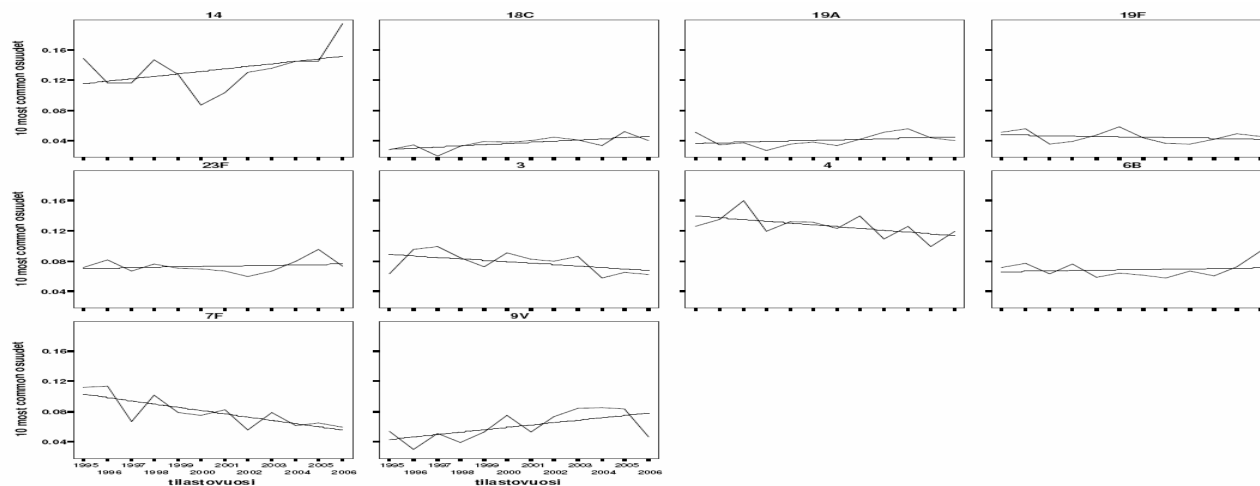 14 18C 19A 19F
10 most common osuudet
0.16
0.12
0.08
0.04
23F 3 4 6B
10 most common osuudet
0.16
0.12
0.08
0.04
7F 9V
10 most common osuudet
0.16
0.12
0.08
0.04
1995 1997 1999 2001 2003 2005 1995 1997 1999 2001 2003 2005
1996 1998 2000 2002 2004 2006 1996 1998 2000 2002 2004 2006
tilastovuosi tilastovuosi